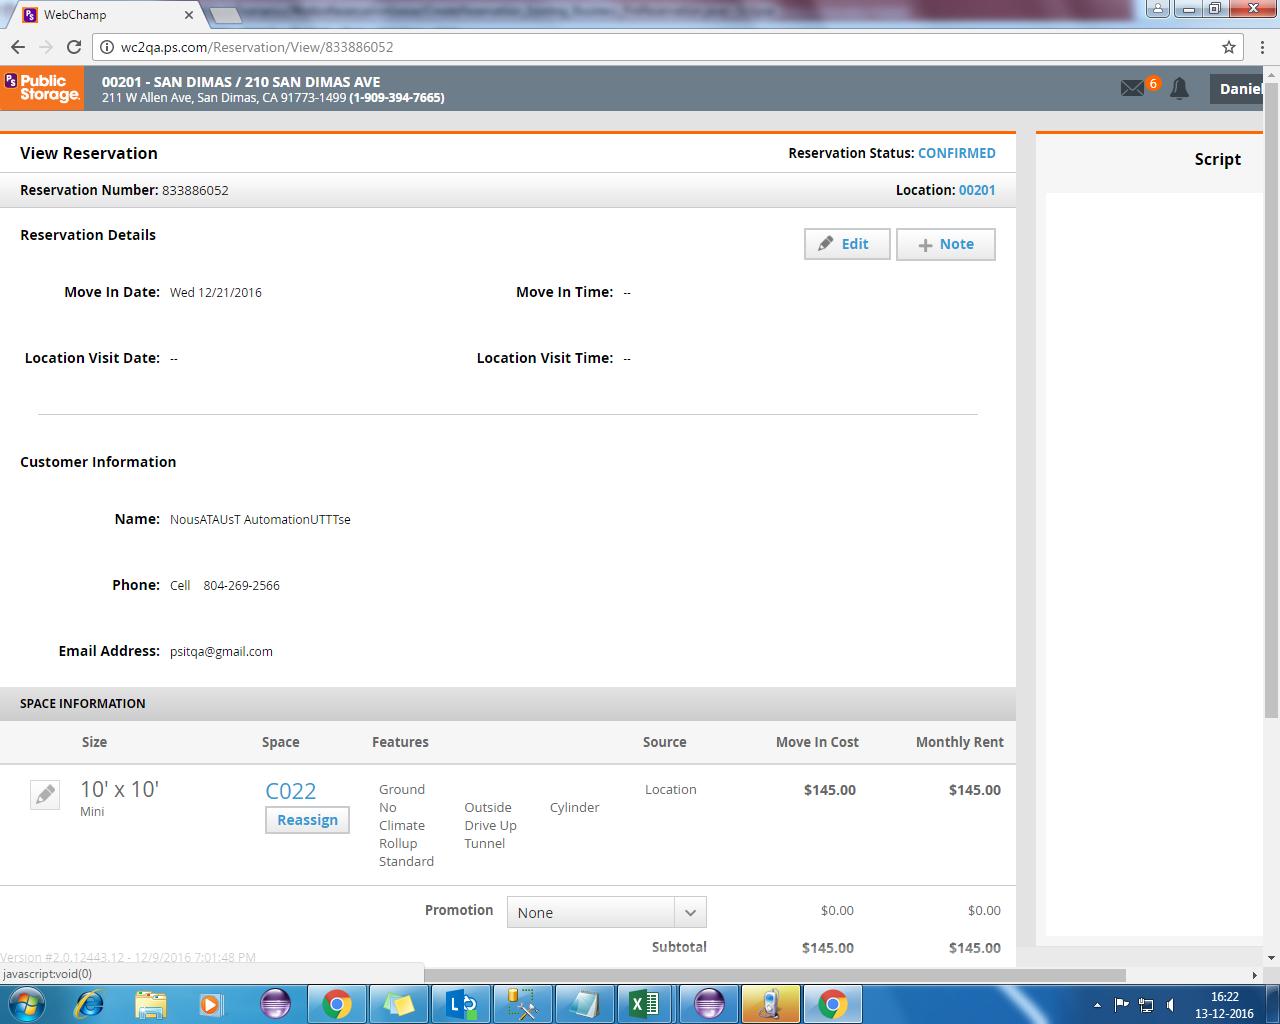 WebChamp
wc2qa.ps.com/Reservation/View/833886052
PS Public Storage.
00201 - SAN DIMAS / 210 SAN DIMAS AVE
211 W Allen Ave, San Dimas, CA 91773-1499 (1-909-394-7665)
6
Daniel
View Reservation
Reservation Status: CONFIRMED
Script
Reservation Number: 833886052
Location: 00201
Reservation Details
Edit
Note
Move In Date: Wed 12/21/2016
Move In Time: --
Location Visit Date: --
Location Visit Time: --
Customer Information
Name: NousATAUsT AutomationUTTTse
Phone: Cell 804-269-2566
Email Address: psitqa@gmail.com
SPACE INFORMATION
Size Space Features Source Move In Cost Monthly Rent
10' x 10'
Mini
C022
Reassign
Ground
No
Climate
Rollup
Standard
Outside
Drive Up
Tunnel
Cylinder
Location
$145.00
$145.00
Promotion None $0.00 $0.00
Subtotal $145.00 $145.00
Version #2.0.12443.12 - 12/9/2016 7:01:48 PM
javascript:void(0)
16:22
13-12-2016